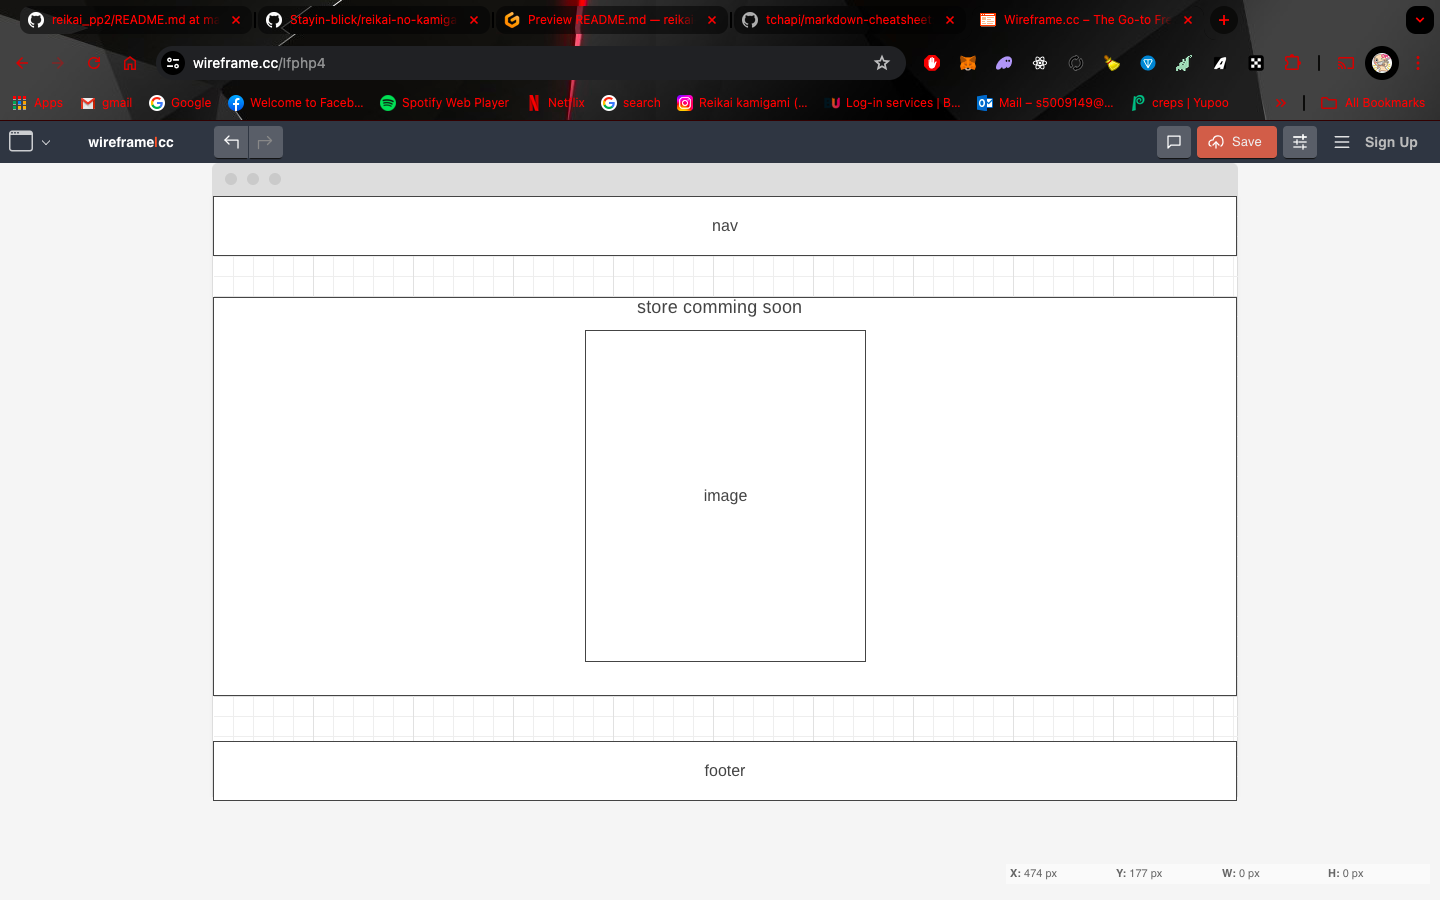 reikai_pp2/README.md at ma
Stayin-blick/reikai-no-kamiga
Preview README.md — reikai
tchapi/markdown-cheatsheet
Wireframe.cc – The Go-to Fre
wireframe.cc/lfphp4
Apps
gmail
Google
Welcome to Faceb...
Spotify Web Player
Netflix
search
Reikai kamigami (...
Log-In services | B...
Mail – s5009149@...
creps | Yupoo
All Bookmarks
wireframe|cc
Save
Sign Up
nav
store comming soon
image
footer
X: 474 px
Y: 177 px
W: 0 px
H: 0 px